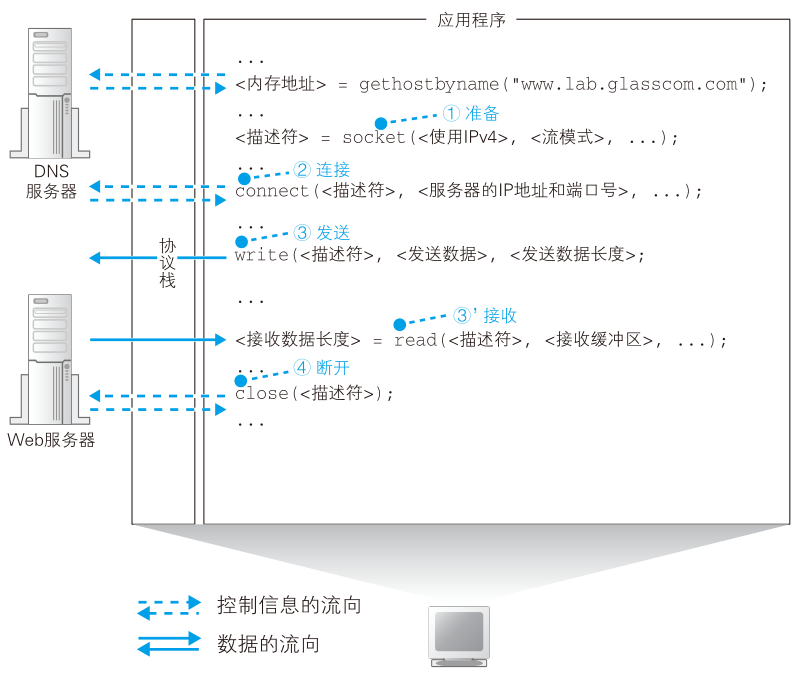 应用程序
...
<内存地址> = gethostbyname("www.lab.glasscom.com");
...
① 准备
<描述符> = socket(<使用IPv4>, <流模式>, ...);
DNS
服务器
...
② 连接
connect(<描述符>, <服务器的IP地址和端口号>, ...);
...
③ 发送
write(<描述符>, <发送数据>, <发送数据长度>;
协议栈
...
③' 接收
<接收数据长度> = read(<描述符>, <接收缓冲区>, ...);
...
④ 断开
close(<描述符>);
...
Web服务器
控制信息的流向
数据的流向